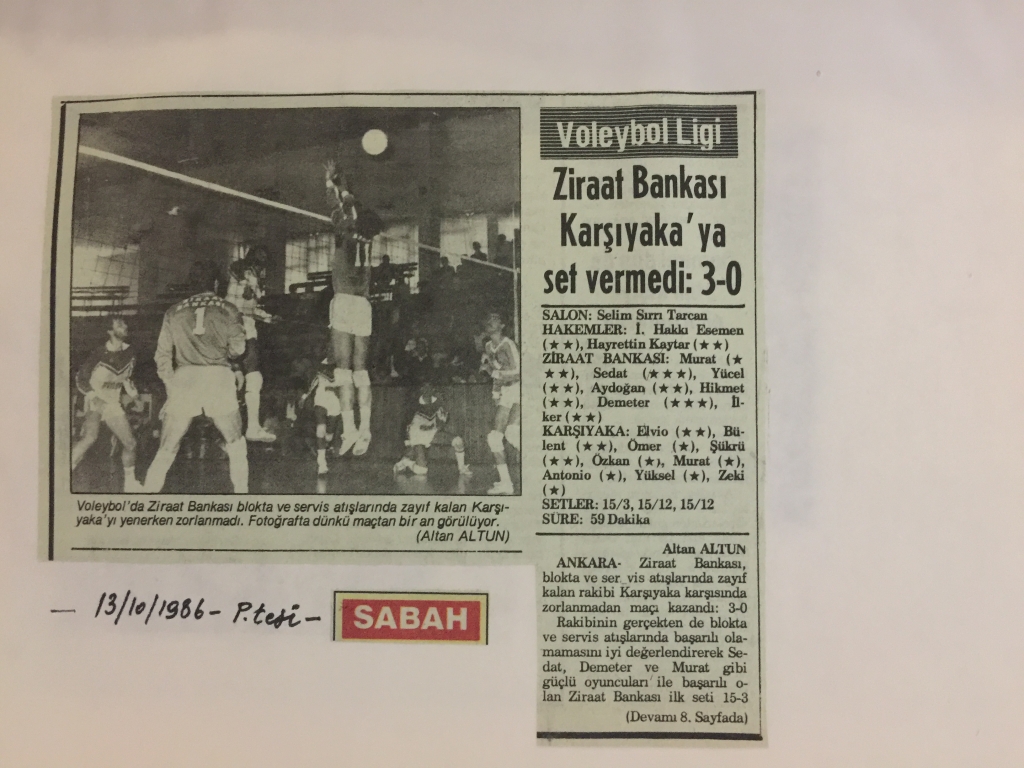 Voleybol Ligi
Ziraat Bankası
Karşıyaka'ya
set vermedi: 3-0
SALON: Selim Sırrı Tarcan
HAKEMLER: İ. Hakkı Esemen
(★★), Hayrettin Kaytar (★★)
ZİRAAT BANKASI: Murat (★
★★), Sedat (★★★), Yücel
(★★), Aydoğan (★★), Hikmet
(★★), Demeter (★★★), İl-
ker (★★)
KARŞIYAKA: Elvio (★★), Bü-
lent (★★), Ömer (★), Şükrü
(★★), Özkan (★), Murat (★),
Antonio (★), Yüksel (★), Zeki
(★)
SETLER: 15/3, 15/12, 15/12
SÜRE: 59 Dakika
Altan ALTUN
ANKARA- Ziraat Bankası,
blokta ve servis atışlarında zayıf
kalan rakibi Karşıyaka karşısında
zorlanmadan maçı kazandı: 3-0
Rakibinin gerçekten de blokta
ve servis atışlarında başarılı ola-
mamasını iyi değerlendirerek Se-
dat, Demeter ve Murat gibi
güçlü oyuncuları ile başarılı o-
lan Ziraat Bankası ilk seti 15-3
(Devamı 8. Sayfada)
1
Voleybol'da Ziraat Bankası blokta ve servis atışlarında zayıf kalan Karşı-
yaka'yı yenerken zorlanmadı. Fotoğrafta dünkü maçtan bir an görülüyor.
(Altan ALTUN)
— 13/10/1986 – P.tesi –
SABAH